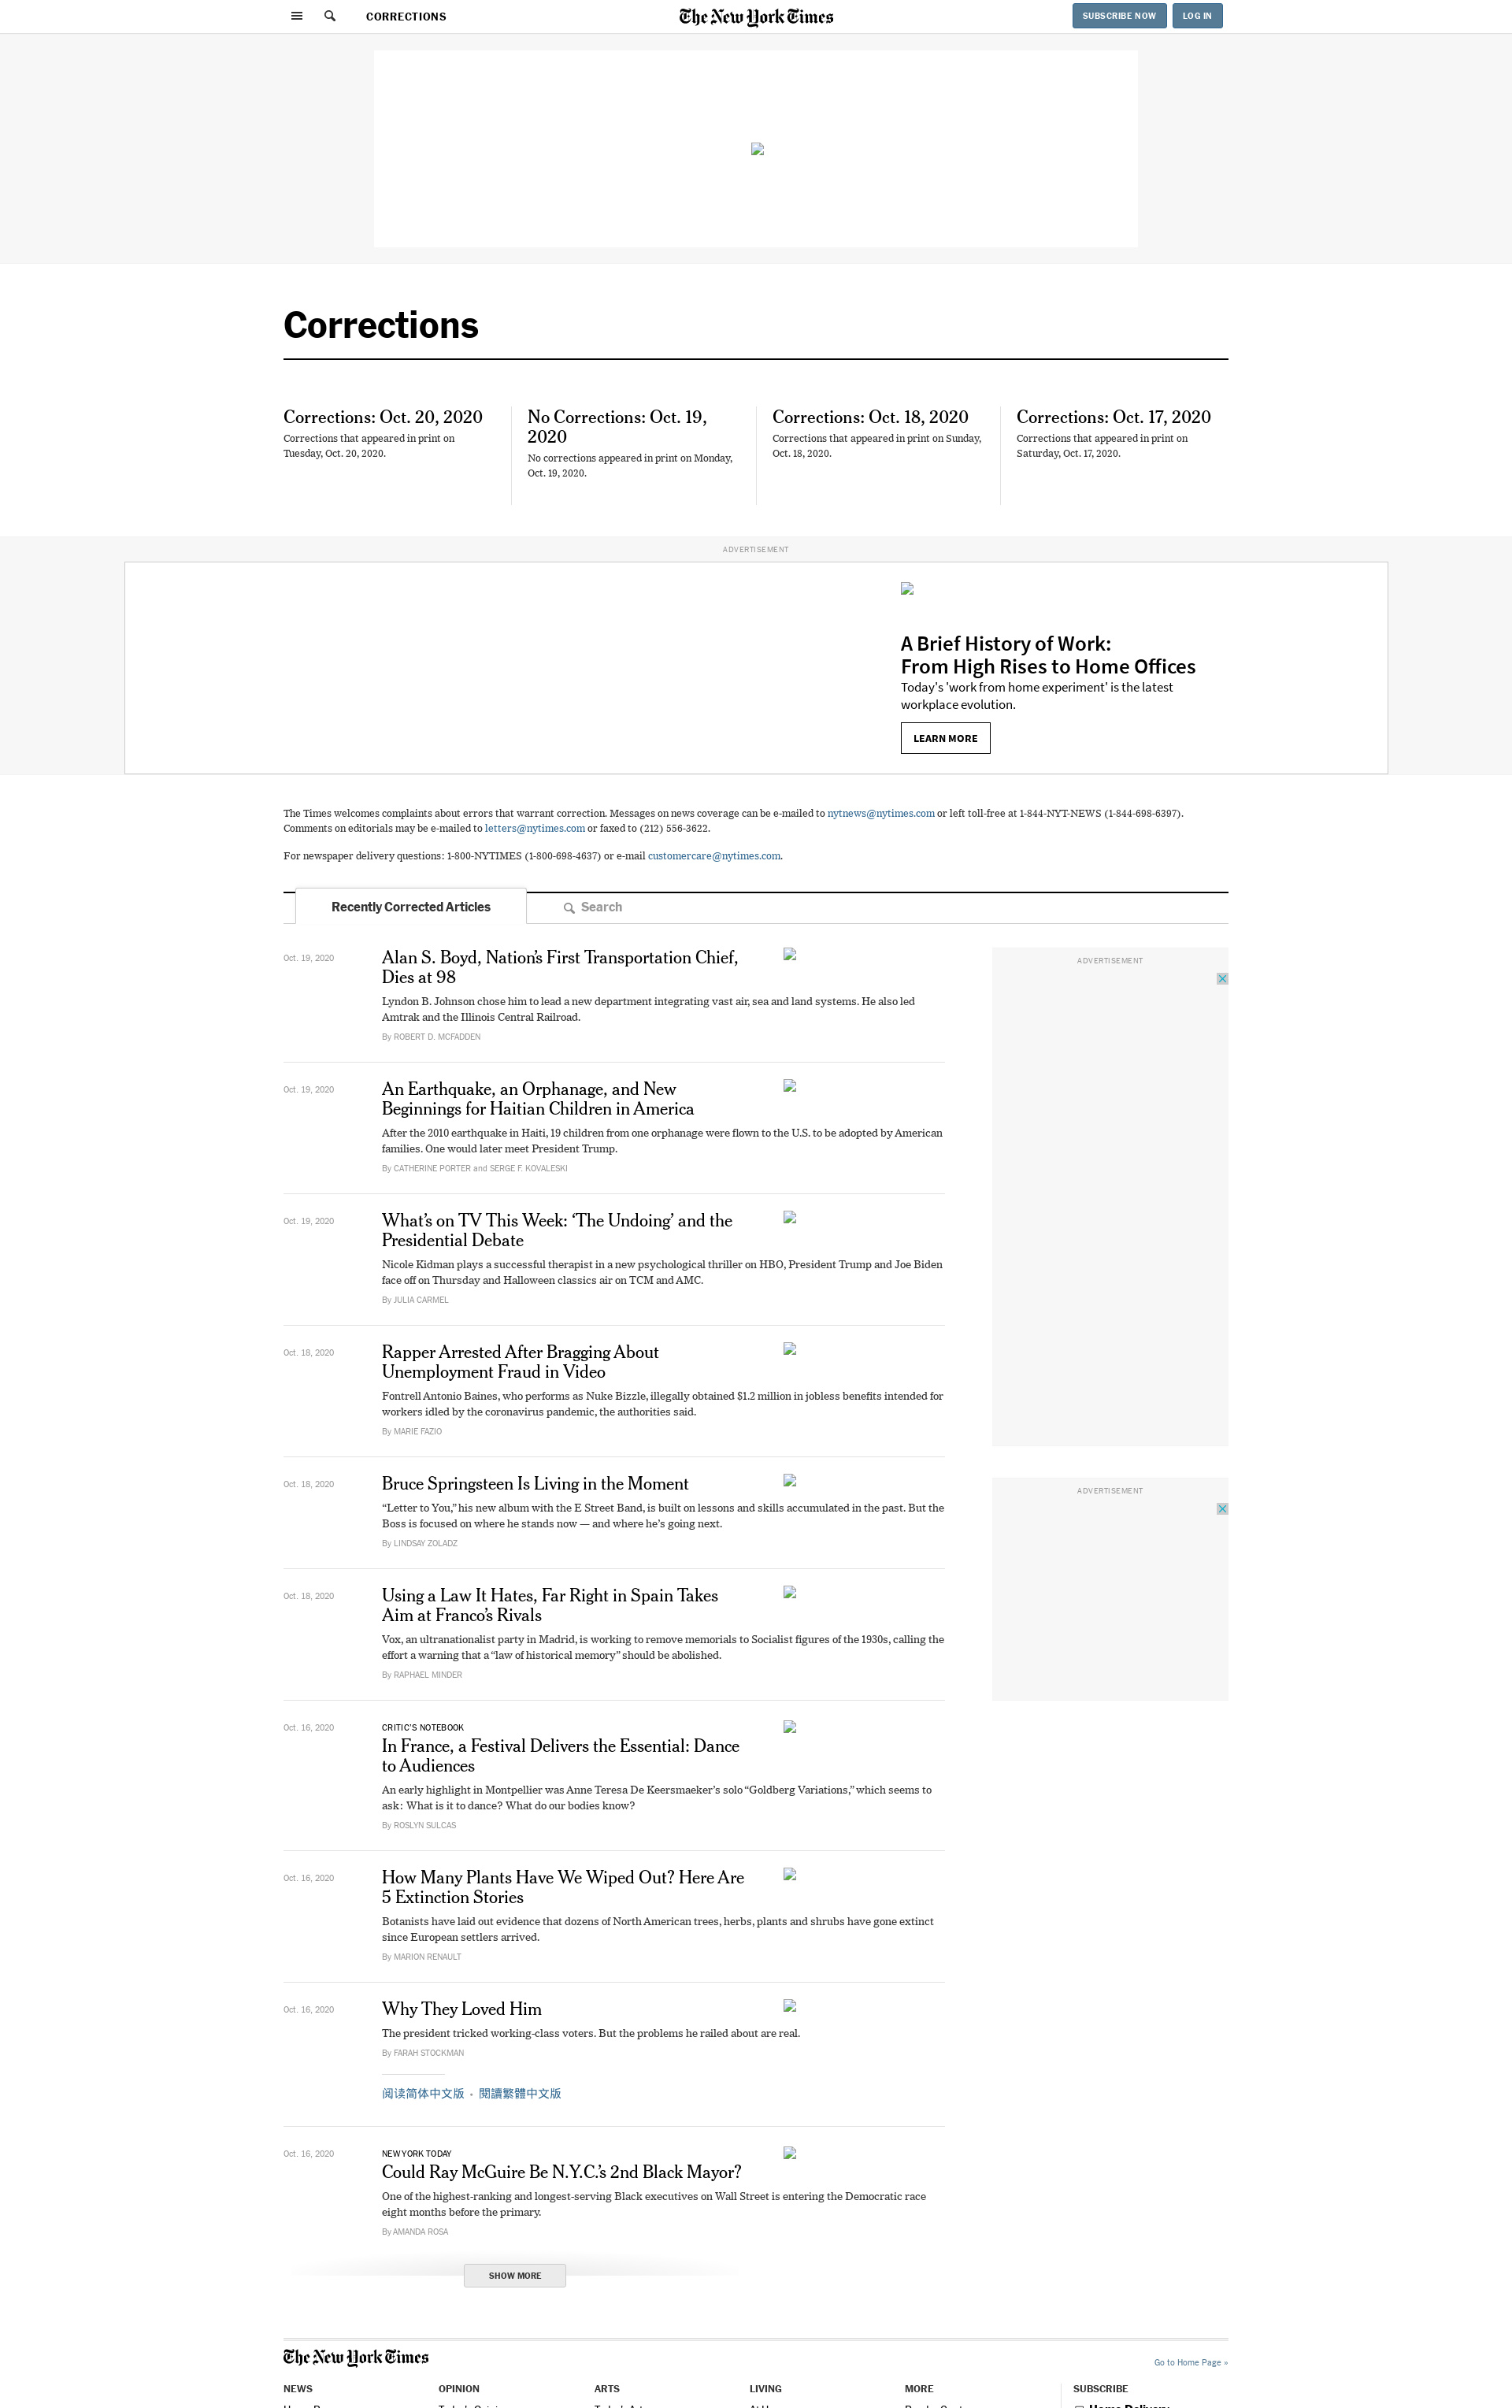 CORRECTIONS
The New York Times
SUBSCRIBE NOW
LOG IN
Corrections
Corrections: Oct. 20, 2020
Corrections that appeared in print on
Tuesday, Oct. 20, 2020.
No Corrections: Oct. 19,
2020
No corrections appeared in print on Monday,
Oct. 19, 2020.
Corrections: Oct. 18, 2020
Corrections that appeared in print on Sunday,
Oct. 18, 2020.
Corrections: Oct. 17, 2020
Corrections that appeared in print on
Saturday, Oct. 17, 2020.
ADVERTISEMENT
A Brief History of Work:
From High Rises to Home Offices
Today's 'work from home experiment' is the latest
workplace evolution.
LEARN MORE
The Times welcomes complaints about errors that warrant correction. Messages on news coverage can be e-mailed to nytnews@nytimes.com or left toll-free at 1-844-NYT-NEWS (1-844-698-6397).
Comments on editorials may be e-mailed to letters@nytimes.com or faxed to (212) 556-3622.
For newspaper delivery questions: 1-800-NYTIMES (1-800-698-4637) or e-mail customercare@nytimes.com.
Recently Corrected Articles
Search
Oct. 19, 2020
Alan S. Boyd, Nation’s First Transportation Chief,
Dies at 98
Lyndon B. Johnson chose him to lead a new department integrating vast air, sea and land systems. He also led
Amtrak and the Illinois Central Railroad.
By ROBERT D. MCFADDEN
ADVERTISEMENT
Oct. 19, 2020
An Earthquake, an Orphanage, and New
Beginnings for Haitian Children in America
After the 2010 earthquake in Haiti, 19 children from one orphanage were flown to the U.S. to be adopted by American
families. One would later meet President Trump.
By CATHERINE PORTER and SERGE F. KOVALESKI
Oct. 19, 2020
What’s on TV This Week: ‘The Undoing’ and the
Presidential Debate
Nicole Kidman plays a successful therapist in a new psychological thriller on HBO, President Trump and Joe Biden
face off on Thursday and Halloween classics air on TCM and AMC.
By JULIA CARMEL
Oct. 18, 2020
Rapper Arrested After Bragging About
Unemployment Fraud in Video
Fontrell Antonio Baines, who performs as Nuke Bizzle, illegally obtained $1.2 million in jobless benefits intended for
workers idled by the coronavirus pandemic, the authorities said.
By MARIE FAZIO
Oct. 18, 2020
Bruce Springsteen Is Living in the Moment
“Letter to You,” his new album with the E Street Band, is built on lessons and skills accumulated in the past. But the
Boss is focused on where he stands now — and where he’s going next.
By LINDSAY ZOLADZ
ADVERTISEMENT
Oct. 18, 2020
Using a Law It Hates, Far Right in Spain Takes
Aim at Franco’s Rivals
Vox, an ultranationalist party in Madrid, is working to remove memorials to Socialist figures of the 1930s, calling the
effort a warning that a “law of historical memory” should be abolished.
By RAPHAEL MINDER
Oct. 16, 2020
CRITIC’S NOTEBOOK
In France, a Festival Delivers the Essential: Dance
to Audiences
An early highlight in Montpellier was Anne Teresa De Keersmaeker’s solo “Goldberg Variations,” which seems to
ask: What is it to dance? What do our bodies know?
By ROSLYN SULCAS
Oct. 16, 2020
How Many Plants Have We Wiped Out? Here Are
5 Extinction Stories
Botanists have laid out evidence that dozens of North American trees, herbs, plants and shrubs have gone extinct
since European settlers arrived.
By MARION RENAULT
Oct. 16, 2020
Why They Loved Him
The president tricked working-class voters. But the problems he railed about are real.
By FARAH STOCKMAN
阅读简体中文版 • 閱讀繁體中文版
Oct. 16, 2020
NEW YORK TODAY
Could Ray McGuire Be N.Y.C.’s 2nd Black Mayor?
One of the highest-ranking and longest-serving Black executives on Wall Street is entering the Democratic race
eight months before the primary.
By AMANDA ROSA
SHOW MORE
The New York Times
Go to Home Page »
NEWS
OPINION
ARTS
LIVING
MORE
SUBSCRIBE